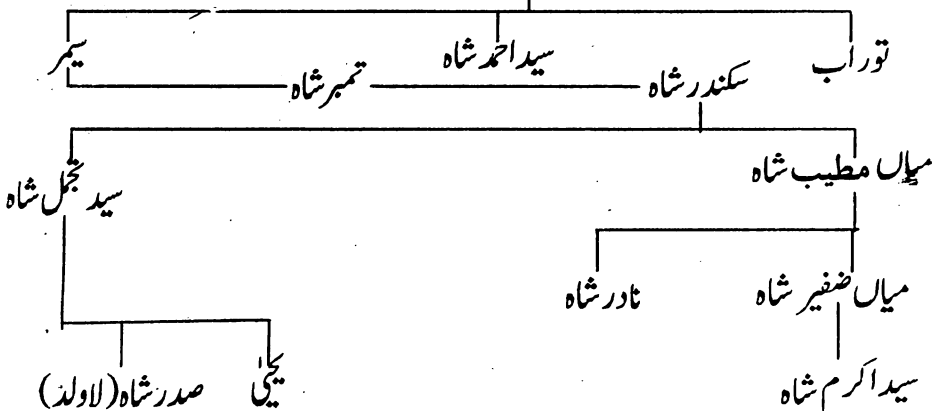 توراب سید احمد شاہ سیمر
سکندر شاہ تمبر شاہ
میاں مطیب شاہ سید تجمل شاہ
میاں ضفیر شاہ نادر شاہ
سید اکرم شاہ یحییٰ صدر شاہ (لاولد)